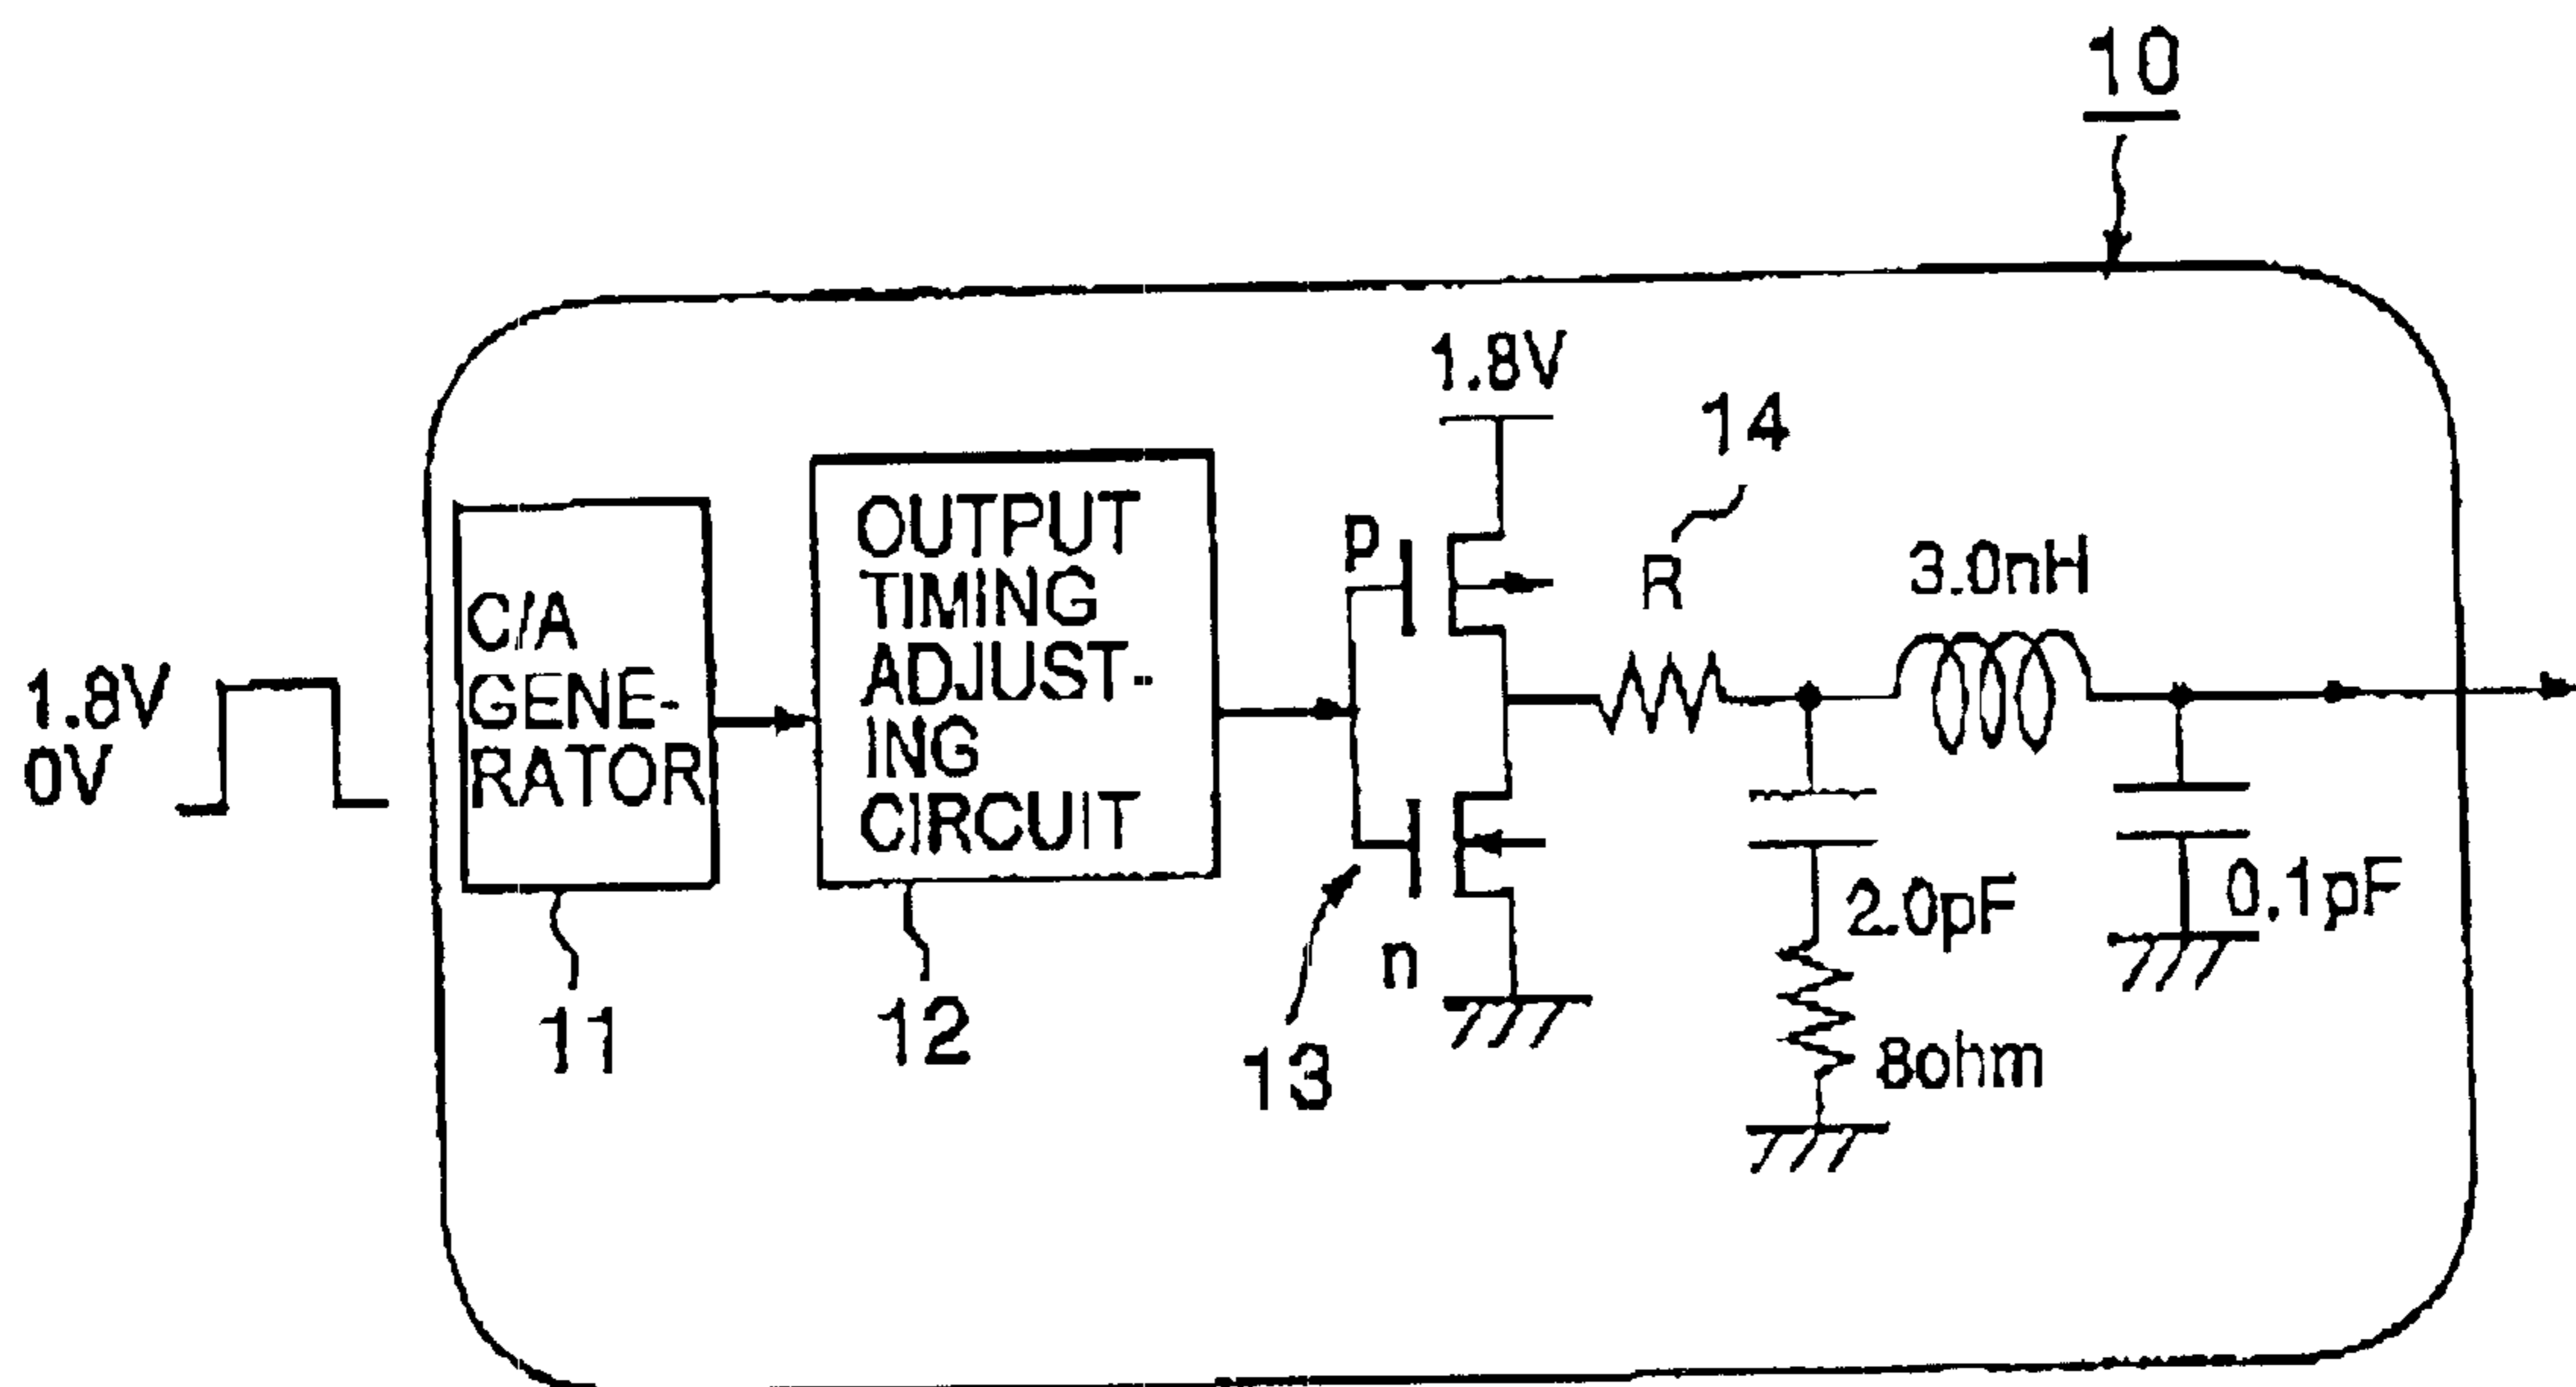 10
1.8V
14
P
R
3.0nH
C/A
GENE-
RATOR
OUTPUT
TIMING
ADJUST-
ING
CIRCUIT
1.8V
0V
2.0pF
0.1pF
n
11
12
13
8ohm